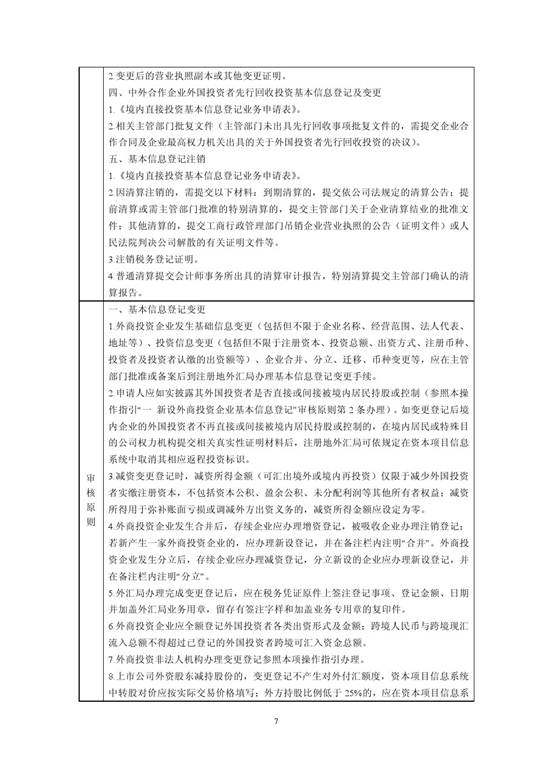 2.变更后的营业执照副本或其他变更证明。
四、中外合作企业外国投资者先行回收投资基本信息登记及变更
1.《境内直接投资基本信息登记业务申请表》。
2.相关主管部门批复文件（主管部门未出具先行回收事项批复文件的，需提交企业合
作合同及企业最高权力机关出具的关于外国投资者先行回收投资的决议）。
五、基本信息登记注销
1.《境内直接投资基本信息登记业务申请表》。
2.因清算注销的，需提交以下材料：到期清算的，提交依公司法规定的清算公告；提
前清算或需主管部门批准的特别清算的，提交主管部门关于企业清算结业的批准文
件；其他清算的，提交工商行政管理部门吊销企业营业执照的公告（证明文件）或人
民法院判决公司解散的有关证明文件等。
3.注销税务登记证明。
4.普通清算提交会计师事务所出具的清算审计报告，特别清算提交主管部门确认的清
算报告。
审核原则
一、基本信息登记变更
1.外商投资企业发生基础信息变更（包括但不限于企业名称、经营范围、法人代表、
地址等）、投资信息变更（包括但不限于注册资本、投资总额、出资方式、注册币种、
投资者及投资者认缴的出资额等）、企业合并、分立、迁移、币种变更等，应在主管
部门批准或备案后到注册地外汇局办理基本信息登记变更手续。
2.申请人应如实披露其外国投资者是否直接或间接被境内居民持股或控制（参照本操
作指引“一 新设外商投资企业基本信息登记”审核原则第 2 条办理）。如变更登记后境
内企业的外国投资者不再直接或间接被境内居民持股或控制的，在境内居民或特殊目
的公司权力机构提交相关真实性证明材料后，注册地外汇局可依规定在资本项目信息
系统中取消其相应返程投资标识。
3.减资变更登记时，减资所得金额（可汇出境外或境内再投资）仅限于减少外国投资
者实缴注册资本，不包括资本公积、盈余公积、未分配利润等其他所有者权益；减资
所得用于弥补账面亏损或调减外方出资义务的，减资所得金额应设定为零。
4.外商投资企业发生合并后，存续企业应办理增资登记，被吸收企业办理注销登记；
若新产生一家外商投资企业的，应办理新设登记，并在备注栏内注明“合并”。外商投
资企业发生分立后，存续企业应办理减资登记，分立新设的企业应办理新设登记，并
在备注栏内注明“分立”。
5.外汇局办理完成变更登记后，应在税务凭证原件上签注登记事项、登记金额、日期
并加盖外汇局业务用章，留存有签注字样和加盖业务专用章的复印件。
6.外商投资企业应全额登记外国投资者各类出资形式及金额；跨境人民币与跨境现汇
流入总额不得超过已登记的外国投资者跨境可汇入资金总额。
7.外商投资非法人机构办理变更登记参照本项操作指引办理。
8.上市公司外资股东减持股份的，变更登记不产生对外付汇额度，资本项目信息系统
中转股对价应按实际交易价格填写；外方持股比例低于 25%的，应在资本项目信息系
7